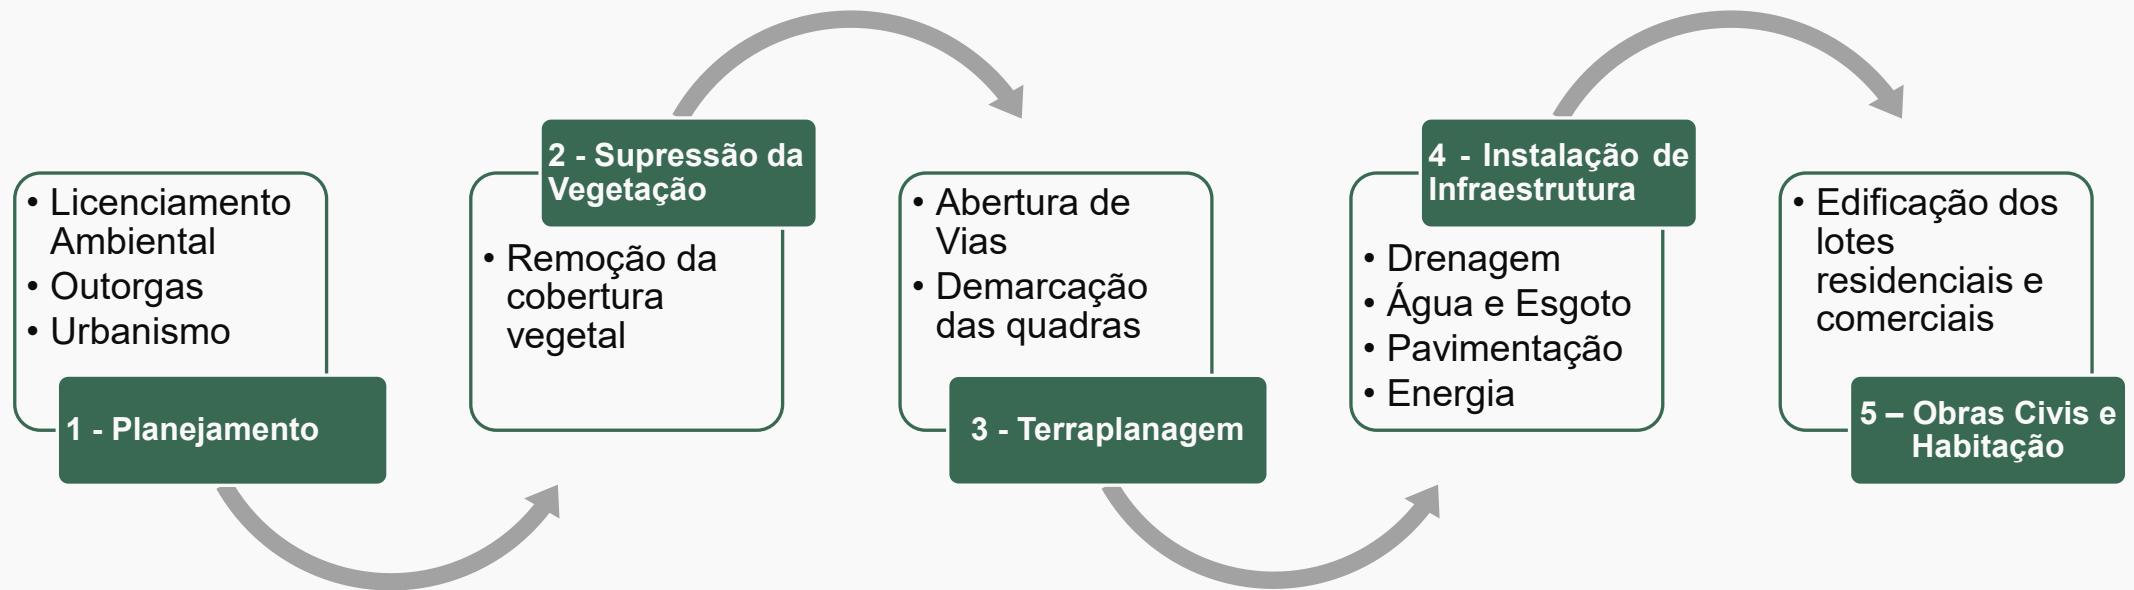 • Licenciamento
Ambiental
• Outorgas
• Urbanismo
1 - Planejamento
2 - Supressão da
Vegetação
• Remoção da
cobertura
vegetal
• Abertura de
Vias
• Demarcação
das quadras
3 - Terraplanagem
4 - Instalação de
Infraestrutura
• Drenagem
• Água e Esgoto
• Pavimentação
• Energia
• Edificação dos
lotes
residenciais e
comerciais
5 – Obras Civis e
Habitação